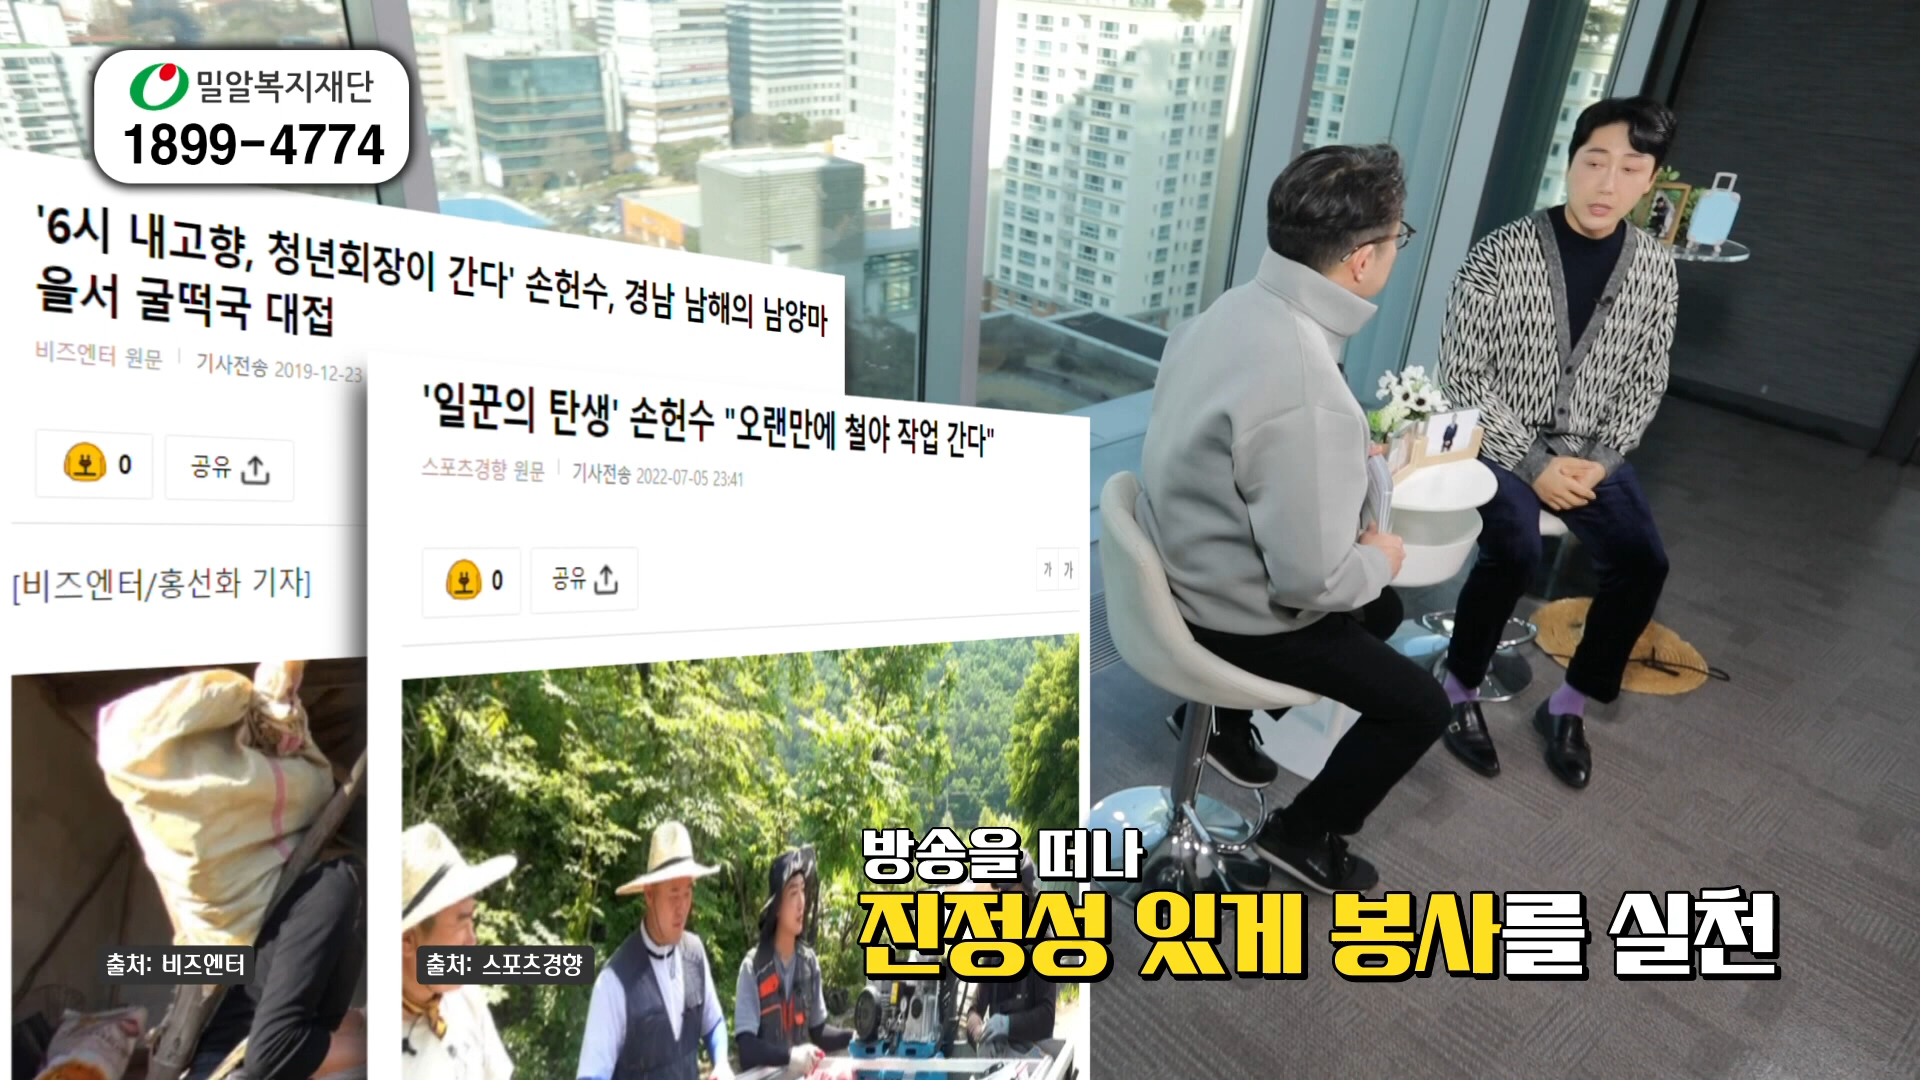 밀알복지재단
1899-4774
'6시 내고향, 청년회장이 간다' 손헌수, 경남 남해의 남양마
을서 굴떡국 대접
비즈엔터 원문 기사전송 2019-12-23
0 공유
[비즈엔터/홍선화 기자]
출처: 비즈엔터
'일꾼의 탄생' 손헌수 "오랜만에 철야 작업 간다"
스포츠경향 원문 기사전송 2022-07-05 23:41
0 공유
가 가
출처: 스포츠경향
방송을 떠나
진정성 있게 봉사를 실천